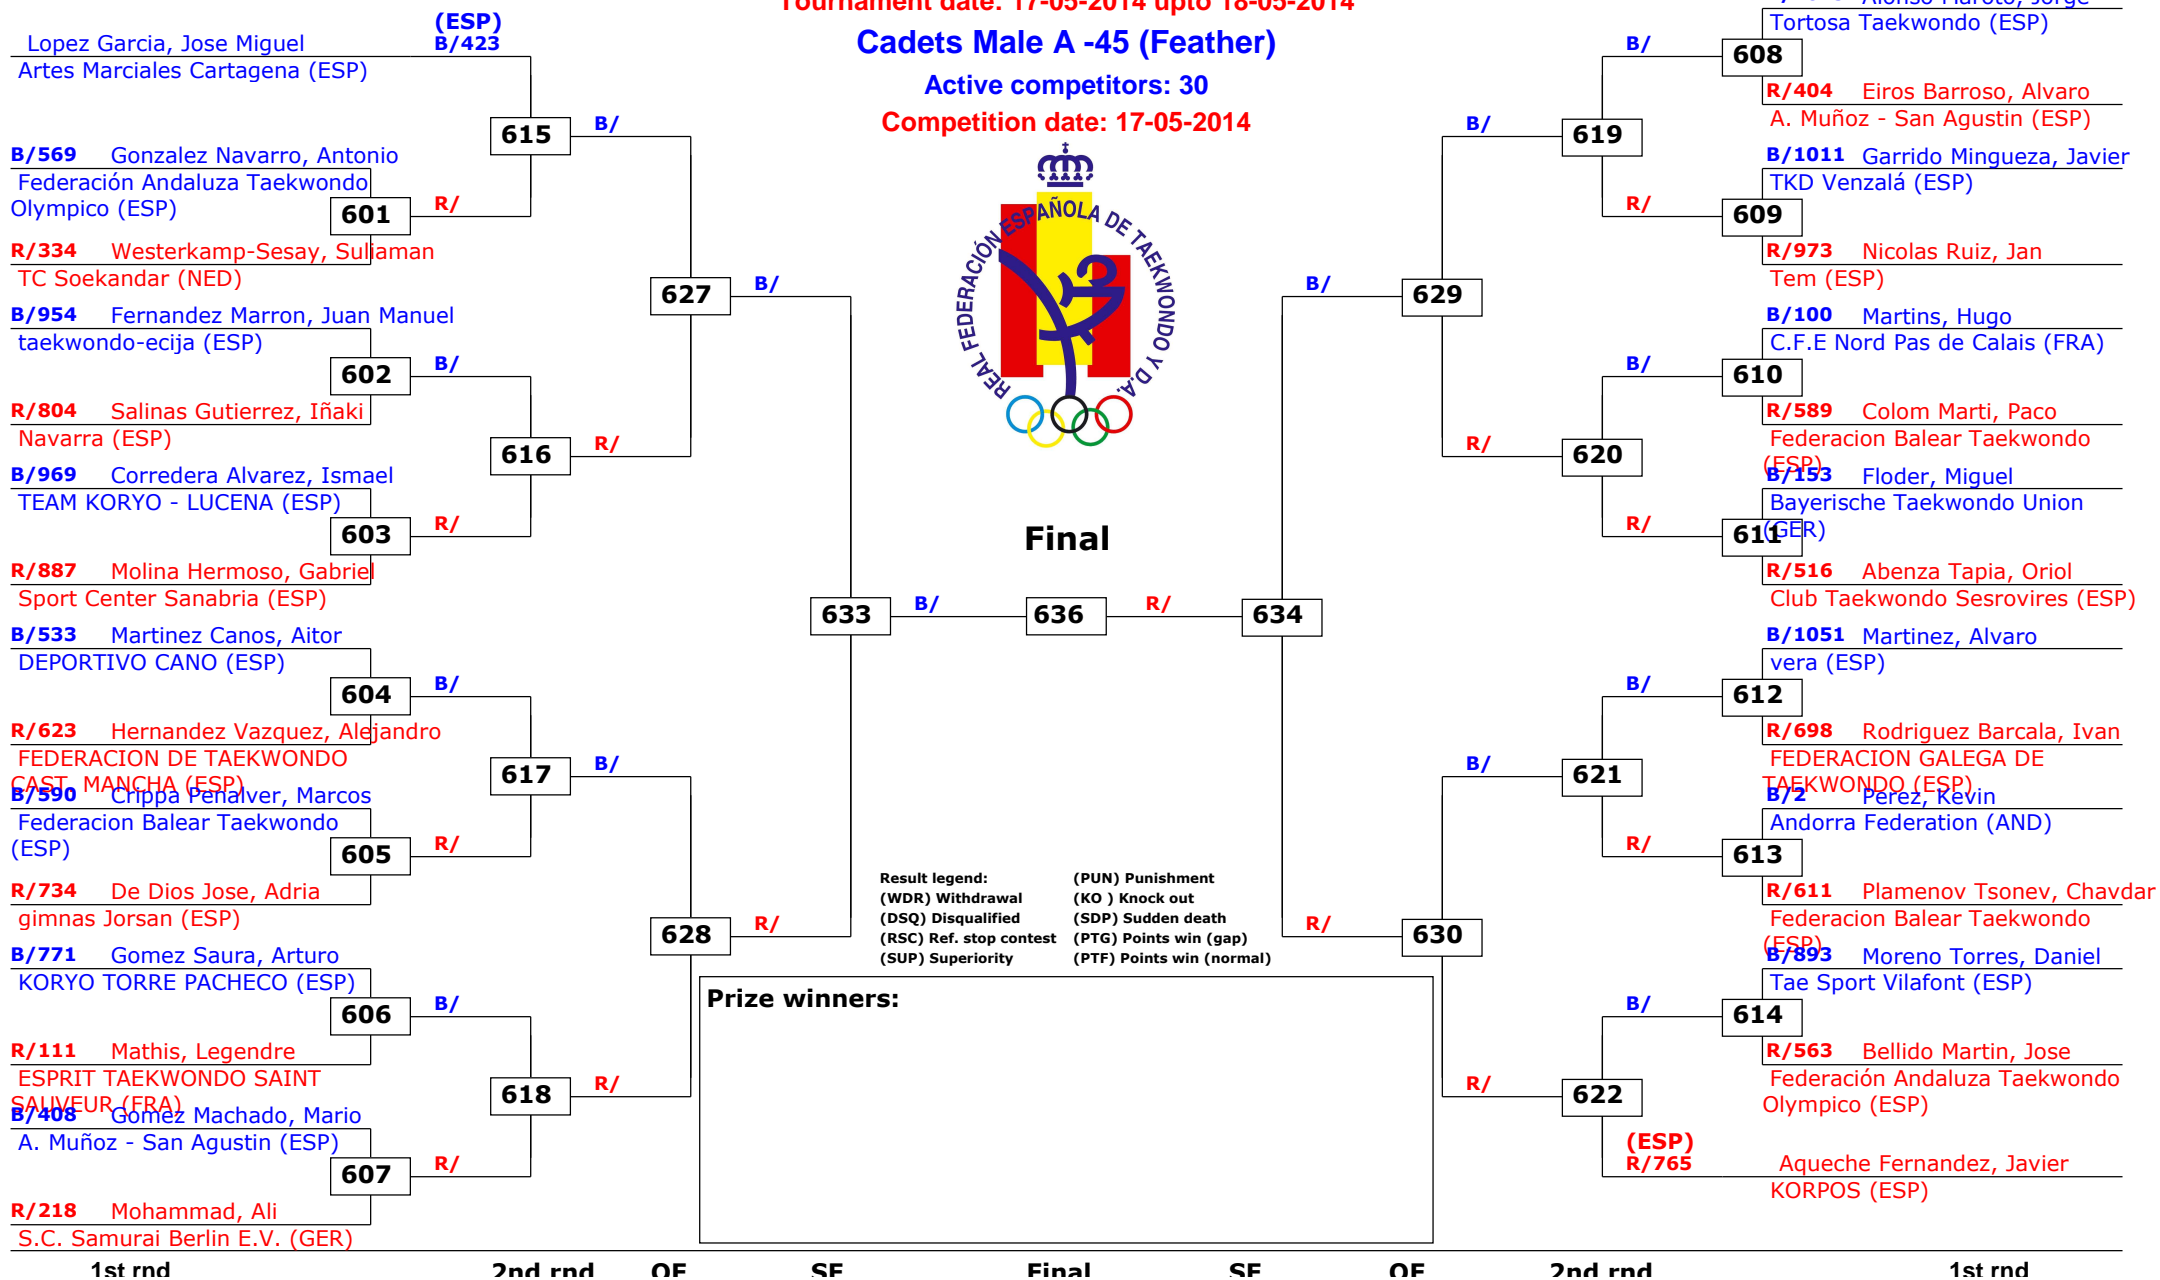 Tournament date: 17-05-2014 upto 18-05-2014
Cadets Male A -45 (Feather)
Active competitors: 30
Competition date: 17-05-2014
REAL FEDERACIÓN ESPAÑOLA DE TAEKWONDO Y D.A.
(ESP)
Lopez Garcia, Jose Miguel B/423
Artes Marciales Cartagena (ESP)
615 B/
B/569 Gonzalez Navarro, Antonio
Federación Andaluza Taekwondo
Olympico (ESP)
601 R/
R/334 Westerkamp-Sesay, Suliaman
TC Soekandar (NED)
627 B/
B/954 Fernandez Marron, Juan Manuel
taekwondo-ecija (ESP)
602 B/
R/804 Salinas Gutierrez, Iñaki
Navarra (ESP)
616 R/
B/969 Corredera Alvarez, Ismael
TEAM KORYO - LUCENA (ESP)
603 R/
R/887 Molina Hermoso, Gabriel
Sport Center Sanabria (ESP)
633 B/
B/533 Martinez Canos, Aitor
DEPORTIVO CANO (ESP)
604 B/
R/623 Hernandez Vazquez, Alejandro
FEDERACION DE TAEKWONDO
CAST. MANCHA (ESP)
617 B/
B/590 Crippa Peñalver, Marcos
Federacion Balear Taekwondo
(ESP)
605 R/
R/734 De Dios Jose, Adria
gimnas Jorsan (ESP)
628 R/
B/771 Gomez Saura, Arturo
KORYO TORRE PACHECO (ESP)
606 B/
R/111 Mathis, Legendre
ESPRIT TAEKWONDO SAINT
SAUVEUR (FRA)
618 R/
B/408 Gomez Machado, Mario
A. Muñoz - San Agustin (ESP)
607 R/
R/218 Mohammad, Ali
S.C. Samurai Berlin E.V. (GER)
Final
636 R/
634
Result legend: (PUN) Punishment
(WDR) Withdrawal (KO ) Knock out
(DSQ) Disqualified (SDP) Sudden death
(RSC) Ref. stop contest (PTG) Points win (gap)
(SUP) Superiority (PTF) Points win (normal)
Prize winners:
Alonso Maroto, Jorge
Tortosa Taekwondo (ESP)
B/ 608
R/404 Eiros Barroso, Alvaro
A. Muñoz - San Agustin (ESP)
B/ 619
B/1011 Garrido Mingueza, Javier
TKD Venzalá (ESP)
R/ 609
R/973 Nicolas Ruiz, Jan
Tem (ESP)
B/ 629
B/100 Martins, Hugo
C.F.E Nord Pas de Calais (FRA)
B/ 610
R/589 Colom Marti, Paco
Federacion Balear Taekwondo
(ESP)
R/ 620
B/153 Floder, Miguel
Bayerische Taekwondo Union
(GER)
R/ 611
R/516 Abenza Tapia, Oriol
Club Taekwondo Sesrovires (ESP)
B/1051 Martinez, Alvaro
vera (ESP)
B/ 612
R/698 Rodriguez Barcala, Ivan
FEDERACION GALEGA DE
TAEKWONDO (ESP)
B/ 621
B/2 Perez, Kevin
Andorra Federation (AND)
R/ 613
R/611 Plamenov Tsonev, Chavdar
Federacion Balear Taekwondo
(ESP)
R/ 630
B/893 Moreno Torres, Daniel
Tae Sport Vilafont (ESP)
B/ 614
R/563 Bellido Martin, Jose
Federación Andaluza Taekwondo
Olympico (ESP)
R/ 622
(ESP)
R/765 Aqueche Fernandez, Javier
KORPOS (ESP)
1st rnd 2nd rnd QF SF Final SF QF 2nd rnd 1st rnd